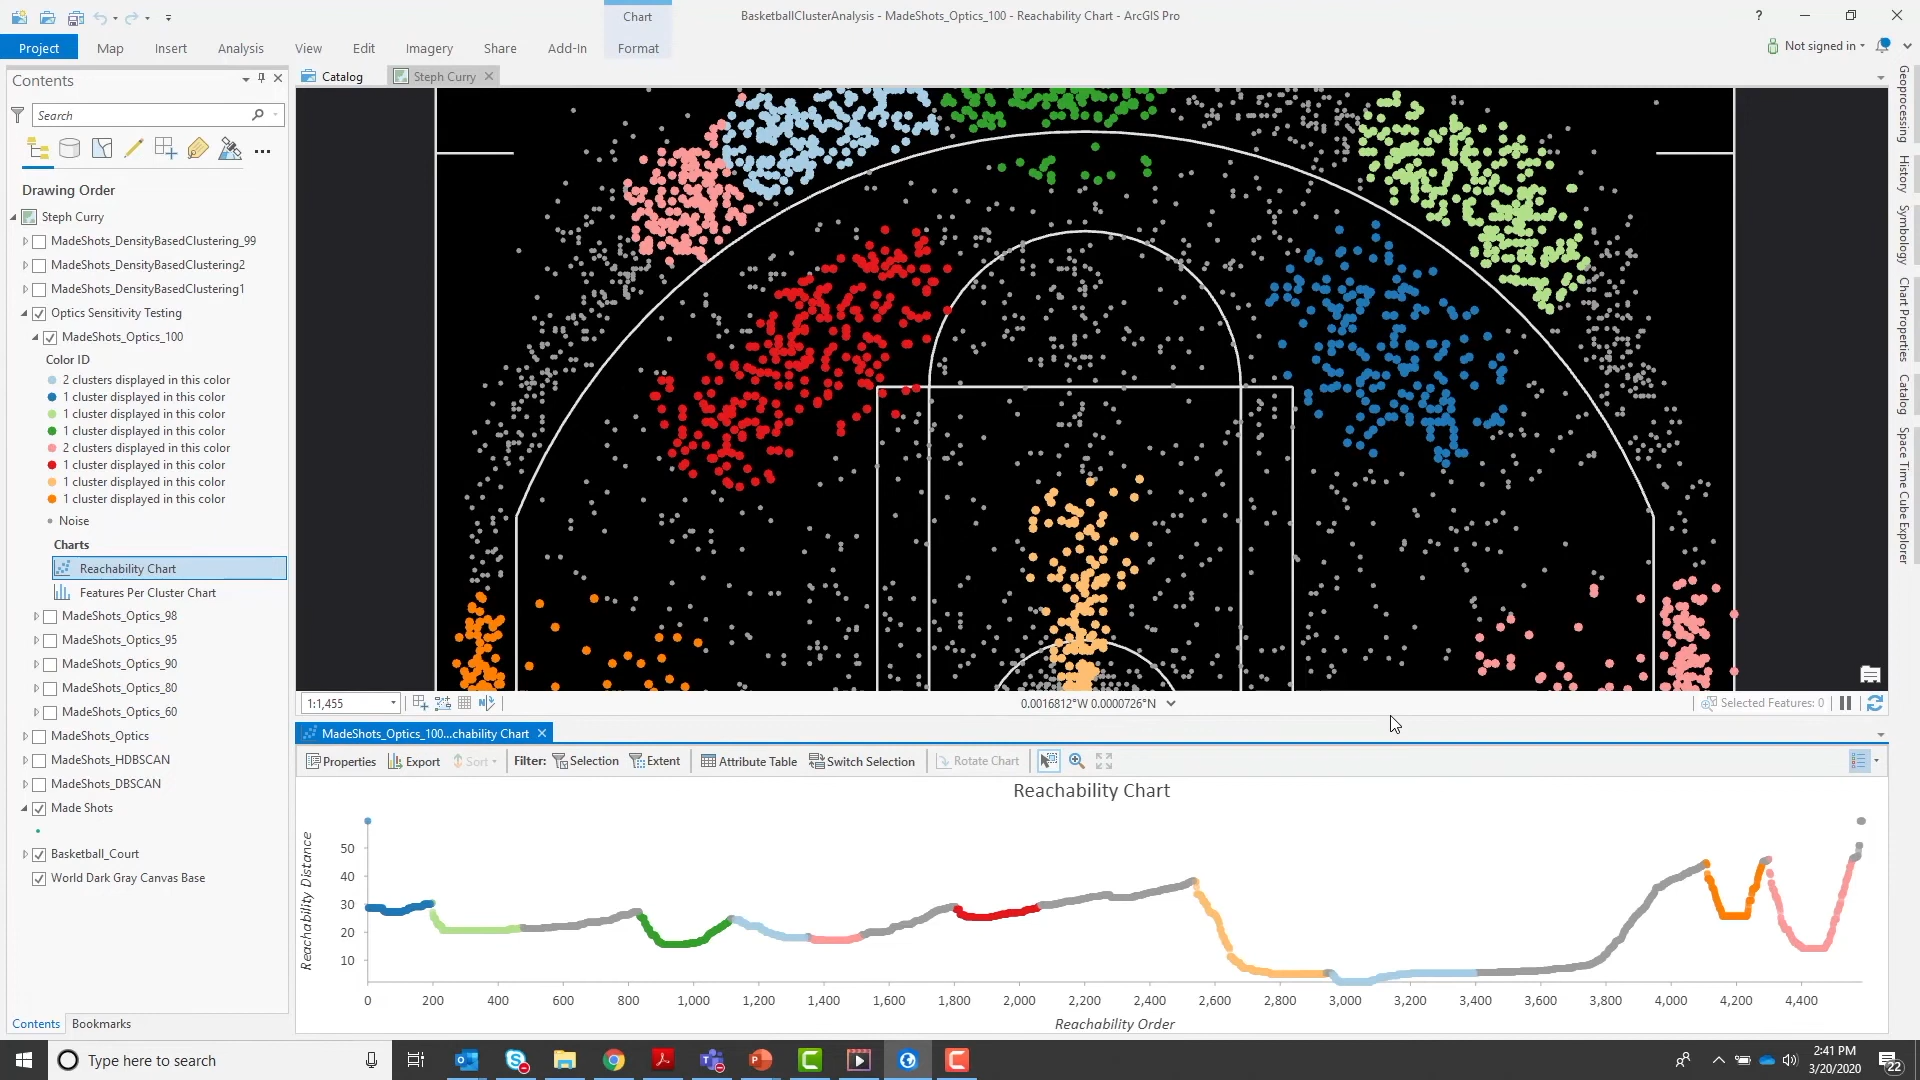 Chart
BasketballClusterAnalysis - MadeShots_Optics_100 - Reachability Chart - ArcGIS Pro
?
Project Map Insert Analysis View Edit Imagery Share Add-In Format
Not signed in
Contents
Catalog
Steph Curry
Search
Drawing Order
Steph Curry
MadeShots_DensityBasedClustering_99
MadeShots_DensityBasedClustering2
MadeShots_DensityBasedClustering1
Optics Sensitivity Testing
MadeShots_Optics_100
Color ID
2 clusters displayed in this color
1 cluster displayed in this color
1 cluster displayed in this color
1 cluster displayed in this color
2 clusters displayed in this color
1 cluster displayed in this color
1 cluster displayed in this color
1 cluster displayed in this color
Noise
Charts
Reachability Chart
Features Per Cluster Chart
MadeShots_Optics_98
MadeShots_Optics_95
MadeShots_Optics_90
MadeShots_Optics_80
MadeShots_Optics_60
MadeShots_Optics
MadeShots_HDBSCAN
MadeShots_DBSCAN
Made Shots
Basketball_Court
World Dark Gray Canvas Base
Contents Bookmarks
Geoprocessing
History
Symbology
Chart Properties
Catalog
Space Time Cube Explorer
1:1,455
0.0016812°W 0.0000726°N
Selected Features: 0
MadeShots_Optics_100...chability Chart
Properties Export Sort Filter: Selection Extent Attribute Table Switch Selection Rotate Chart
Reachability Chart
Reachability Distance
50
40
30
20
10
0 200 400 600 800 1,000 1,200 1,400 1,600 1,800 2,000 2,200 2,400 2,600 2,800 3,000 3,200 3,400 3,600 3,800 4,000 4,200 4,400
Reachability Order
Type here to search
2:41 PM
3/20/2020
22